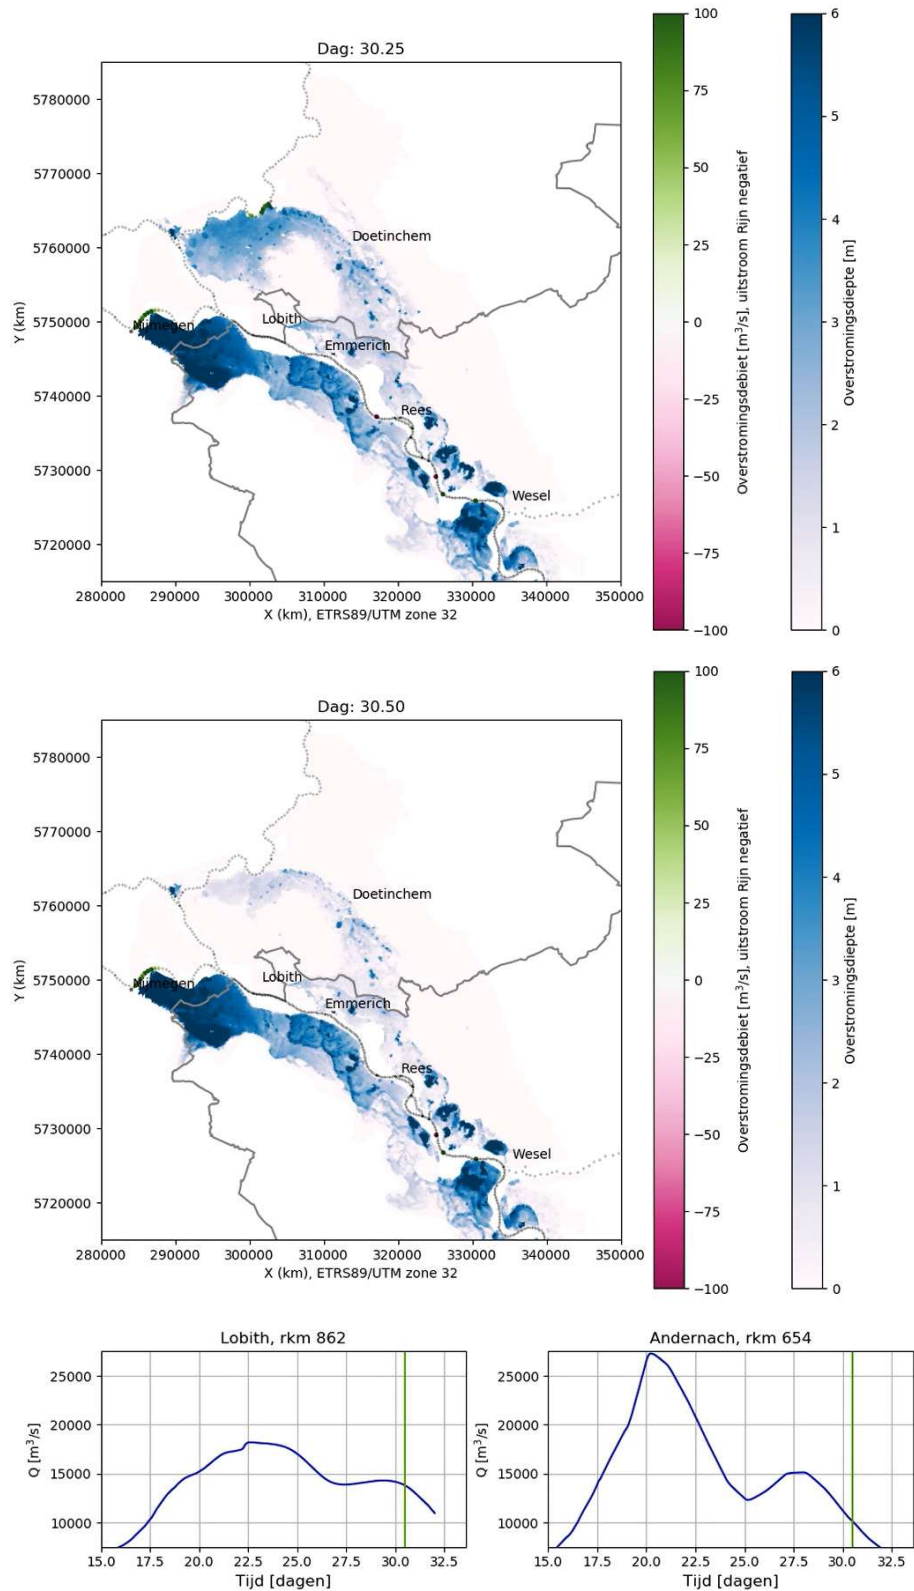 Dag: 30.25
Y (km)
5780000
5770000
5760000
5750000
5740000
5730000
5720000
Doetinchem
Nijmegen
Lobith
Emmerich
Rees
Wesel
280000 290000 300000 310000 320000 330000 340000 350000
X (km), ETRS89/UTM zone 32
100
75
50
25
0
−25
−50
−75
−100
Overstromingsdebiet [m³/s], uitstroom Rijn negatief
6
5
4
3
2
1
0
Overstromingsdiepte [m]
Dag: 30.50
Y (km)
5780000
5770000
5760000
5750000
5740000
5730000
5720000
Doetinchem
Nijmegen
Lobith
Emmerich
Rees
Wesel
280000 290000 300000 310000 320000 330000 340000 350000
X (km), ETRS89/UTM zone 32
100
75
50
25
0
−25
−50
−75
−100
Overstromingsdebiet [m³/s], uitstroom Rijn negatief
6
5
4
3
2
1
0
Overstromingsdiepte [m]
Lobith, rkm 862
Q [m³/s]
25000
20000
15000
10000
15.0 17.5 20.0 22.5 25.0 27.5 30.0 32.5
Tijd [dagen]
Andernach, rkm 654
Q [m³/s]
25000
20000
15000
10000
15.0 17.5 20.0 22.5 25.0 27.5 30.0 32.5
Tijd [dagen]